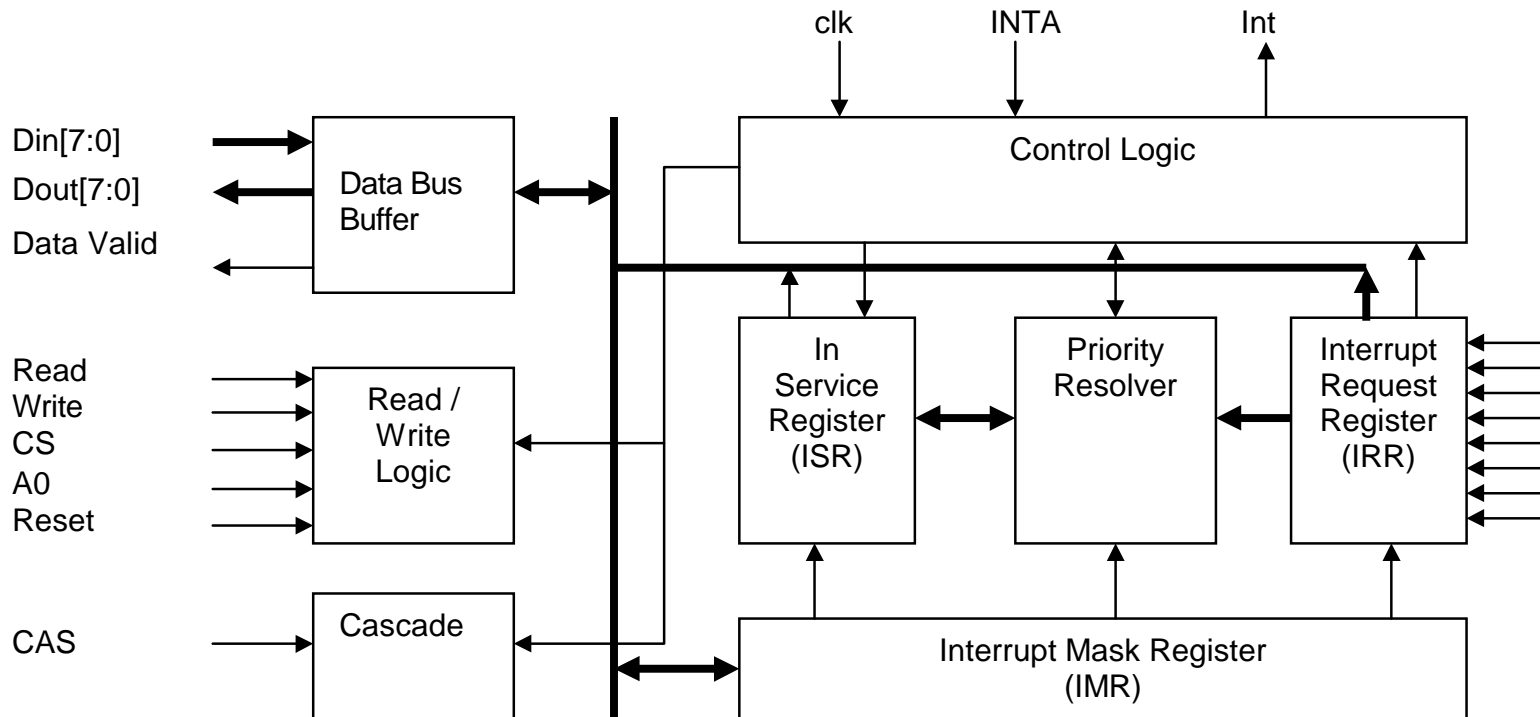 clk
INTA
Int
Din[7:0]
Dout[7:0]
Data Valid
Data Bus
Buffer
Control Logic
Read
Write
CS
A0
Reset
Read /
Write
Logic
In
Service
Register
(ISR)
Priority
Resolver
Interrupt
Request
Register
(IRR)
CAS
Cascade
Interrupt Mask Register
(IMR)